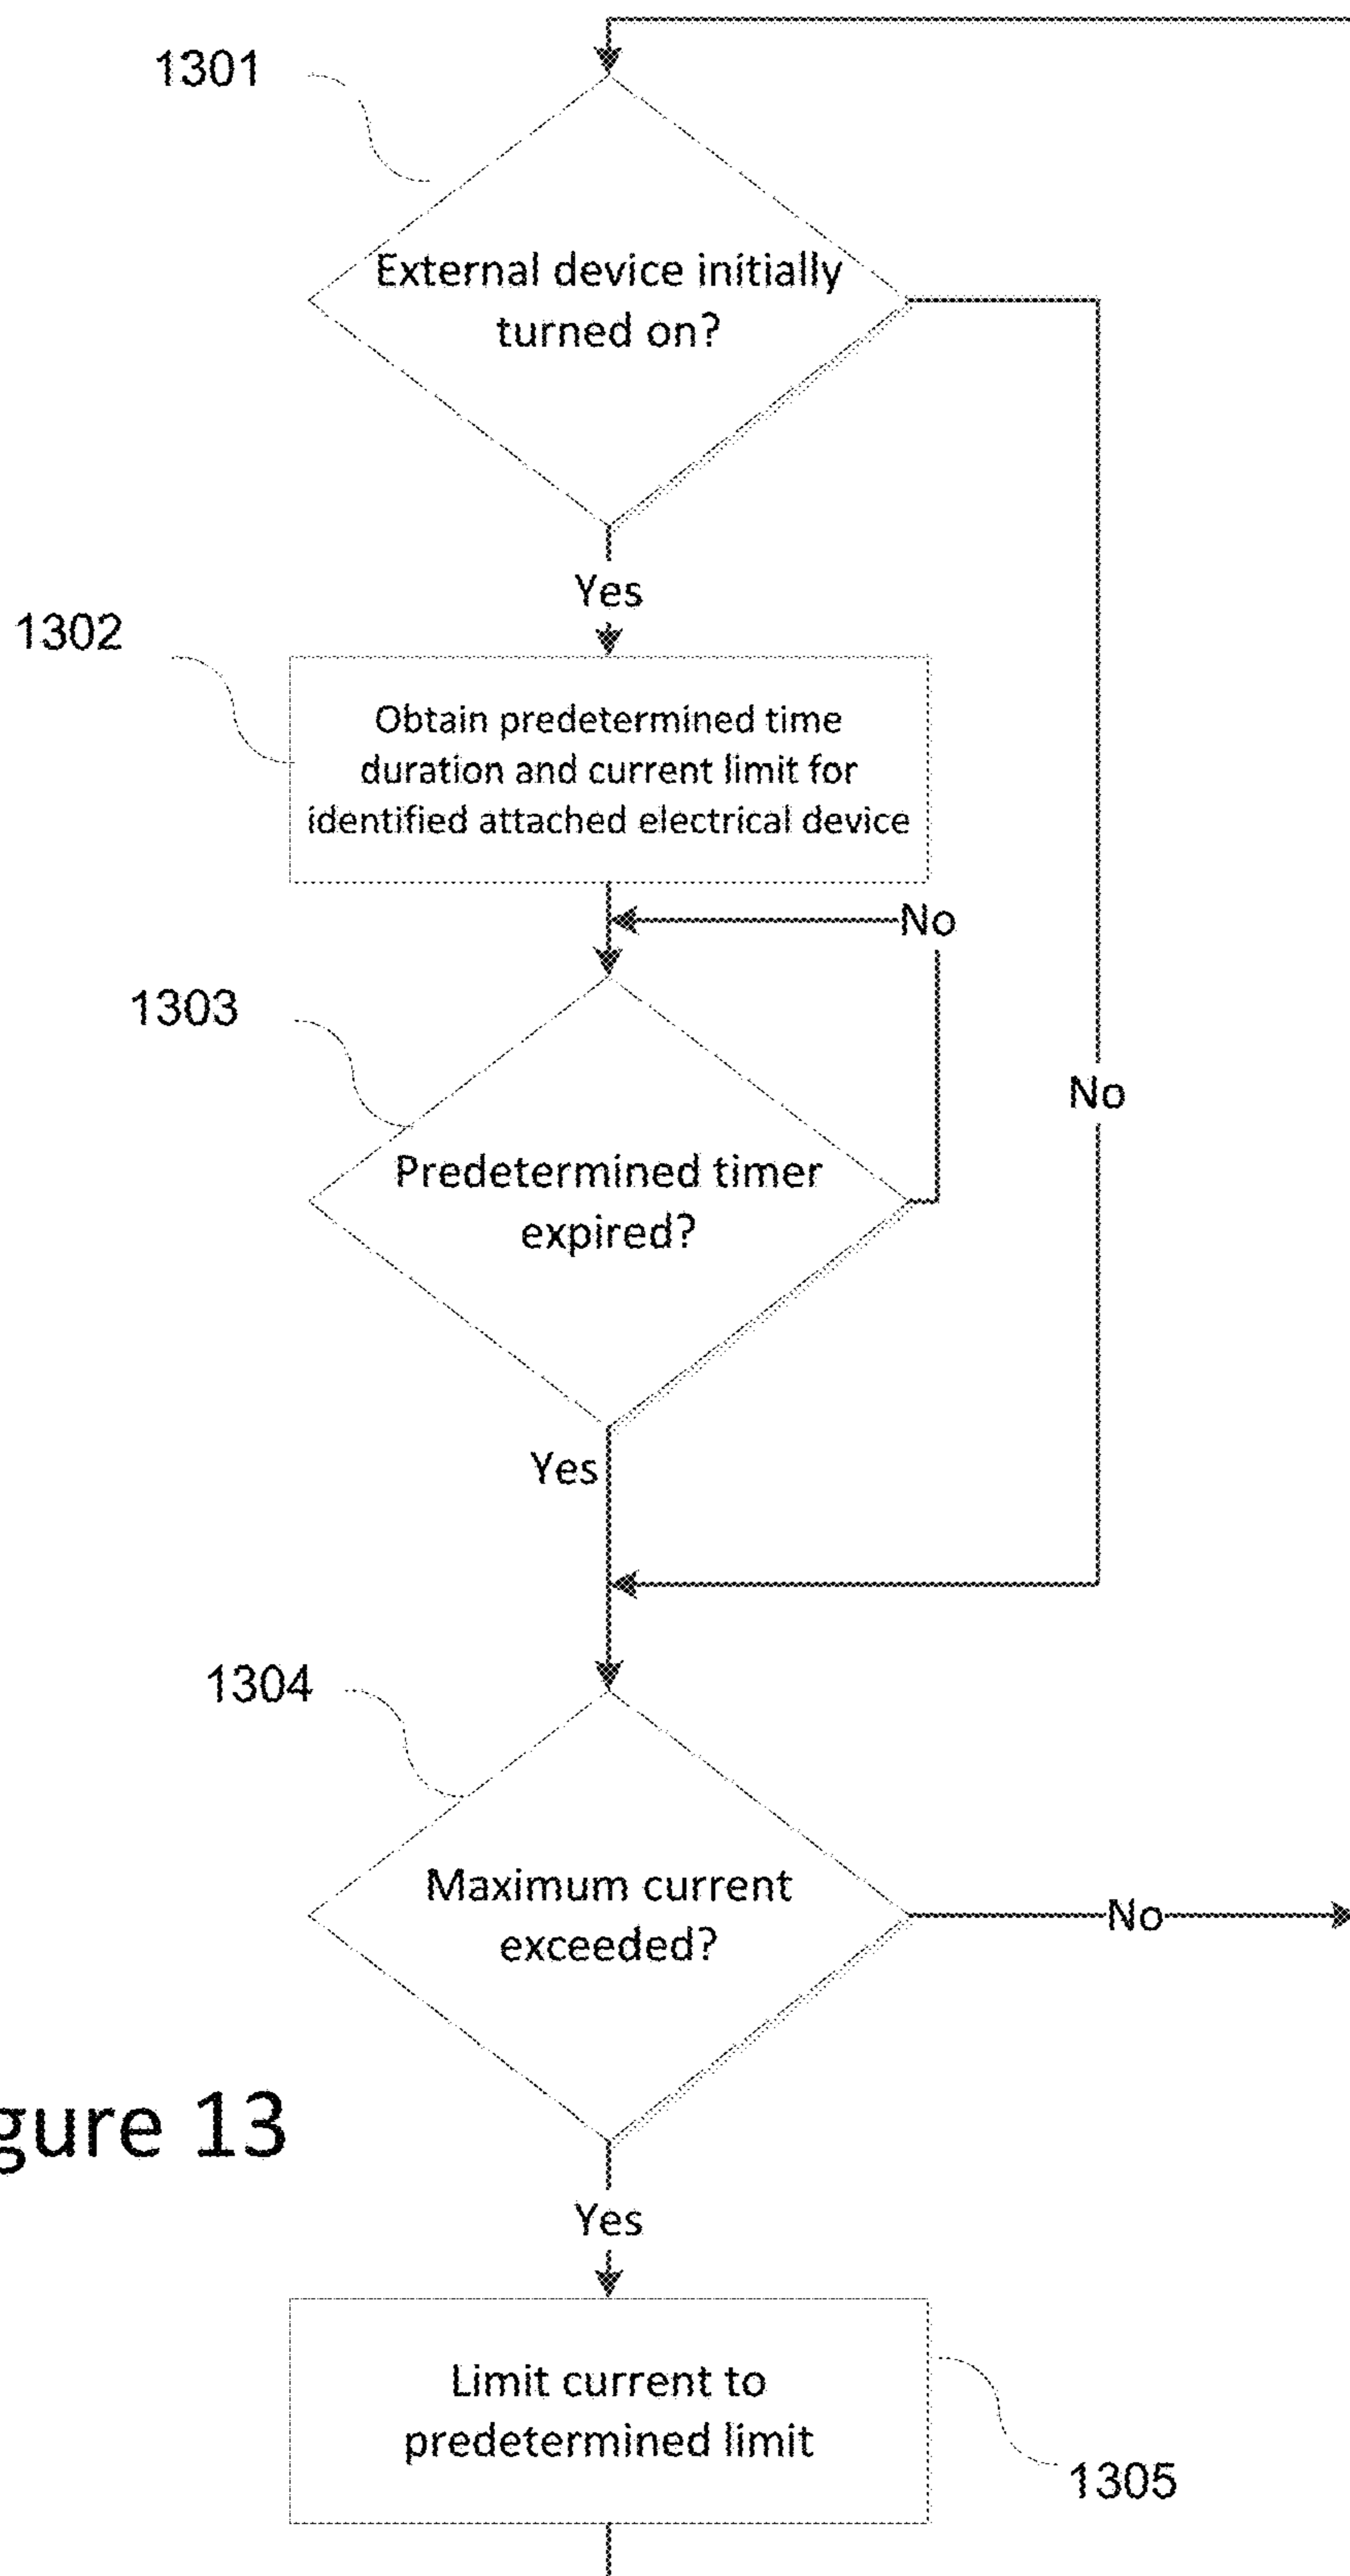 1301
External device initially
turned on?
Yes
1302
Obtain predetermined time
duration and current limit for
identified attached electrical device
No
1303
Predetermined timer
expired?
No
Yes
1304
Maximum current
exceeded?
No
gure 13
Yes
Limit current to
predetermined limit
1305